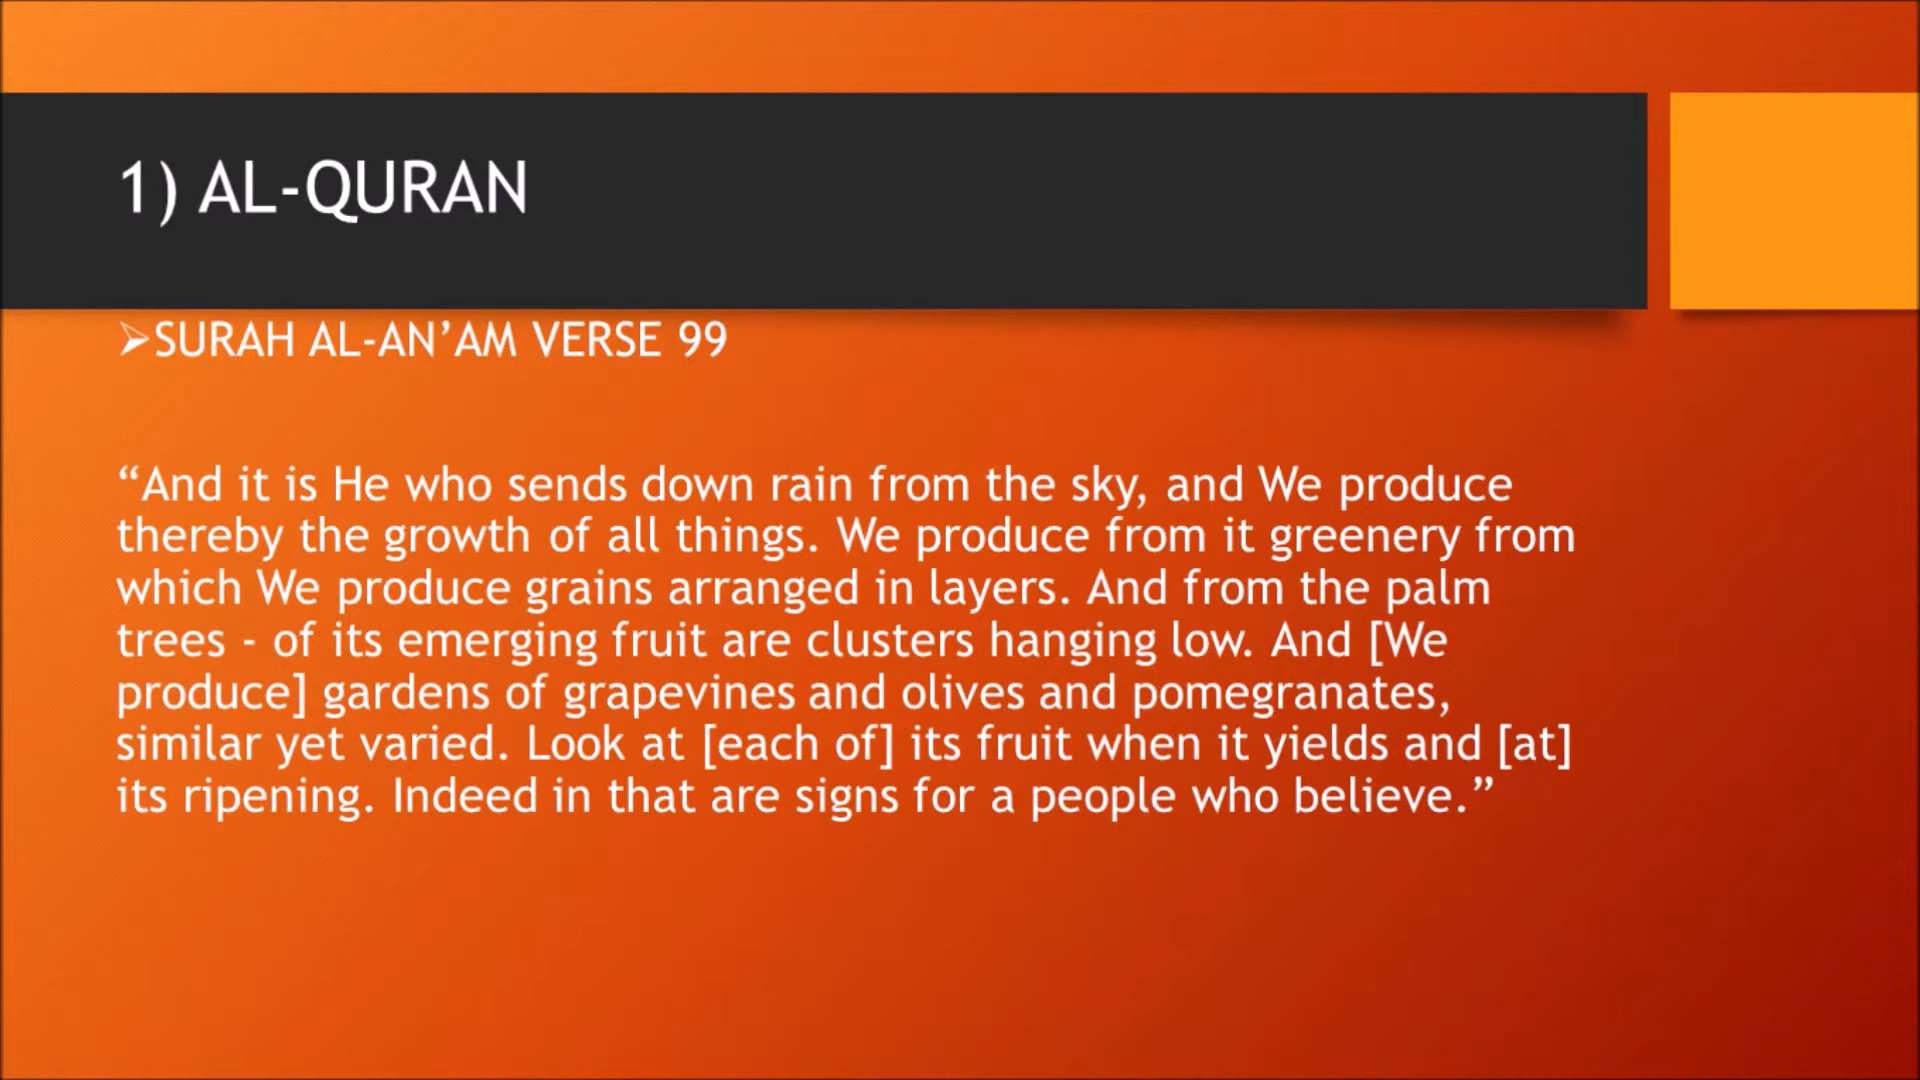 1) AL-QURAN
➢SURAH AL-AN’AM VERSE 99
“And it is He who sends down rain from the sky, and We produce
thereby the growth of all things. We produce from it greenery from
which We produce grains arranged in layers. And from the palm
trees - of its emerging fruit are clusters hanging low. And [We
produce] gardens of grapevines and olives and pomegranates,
similar yet varied. Look at [each of] its fruit when it yields and [at]
its ripening. Indeed in that are signs for a people who believe.”